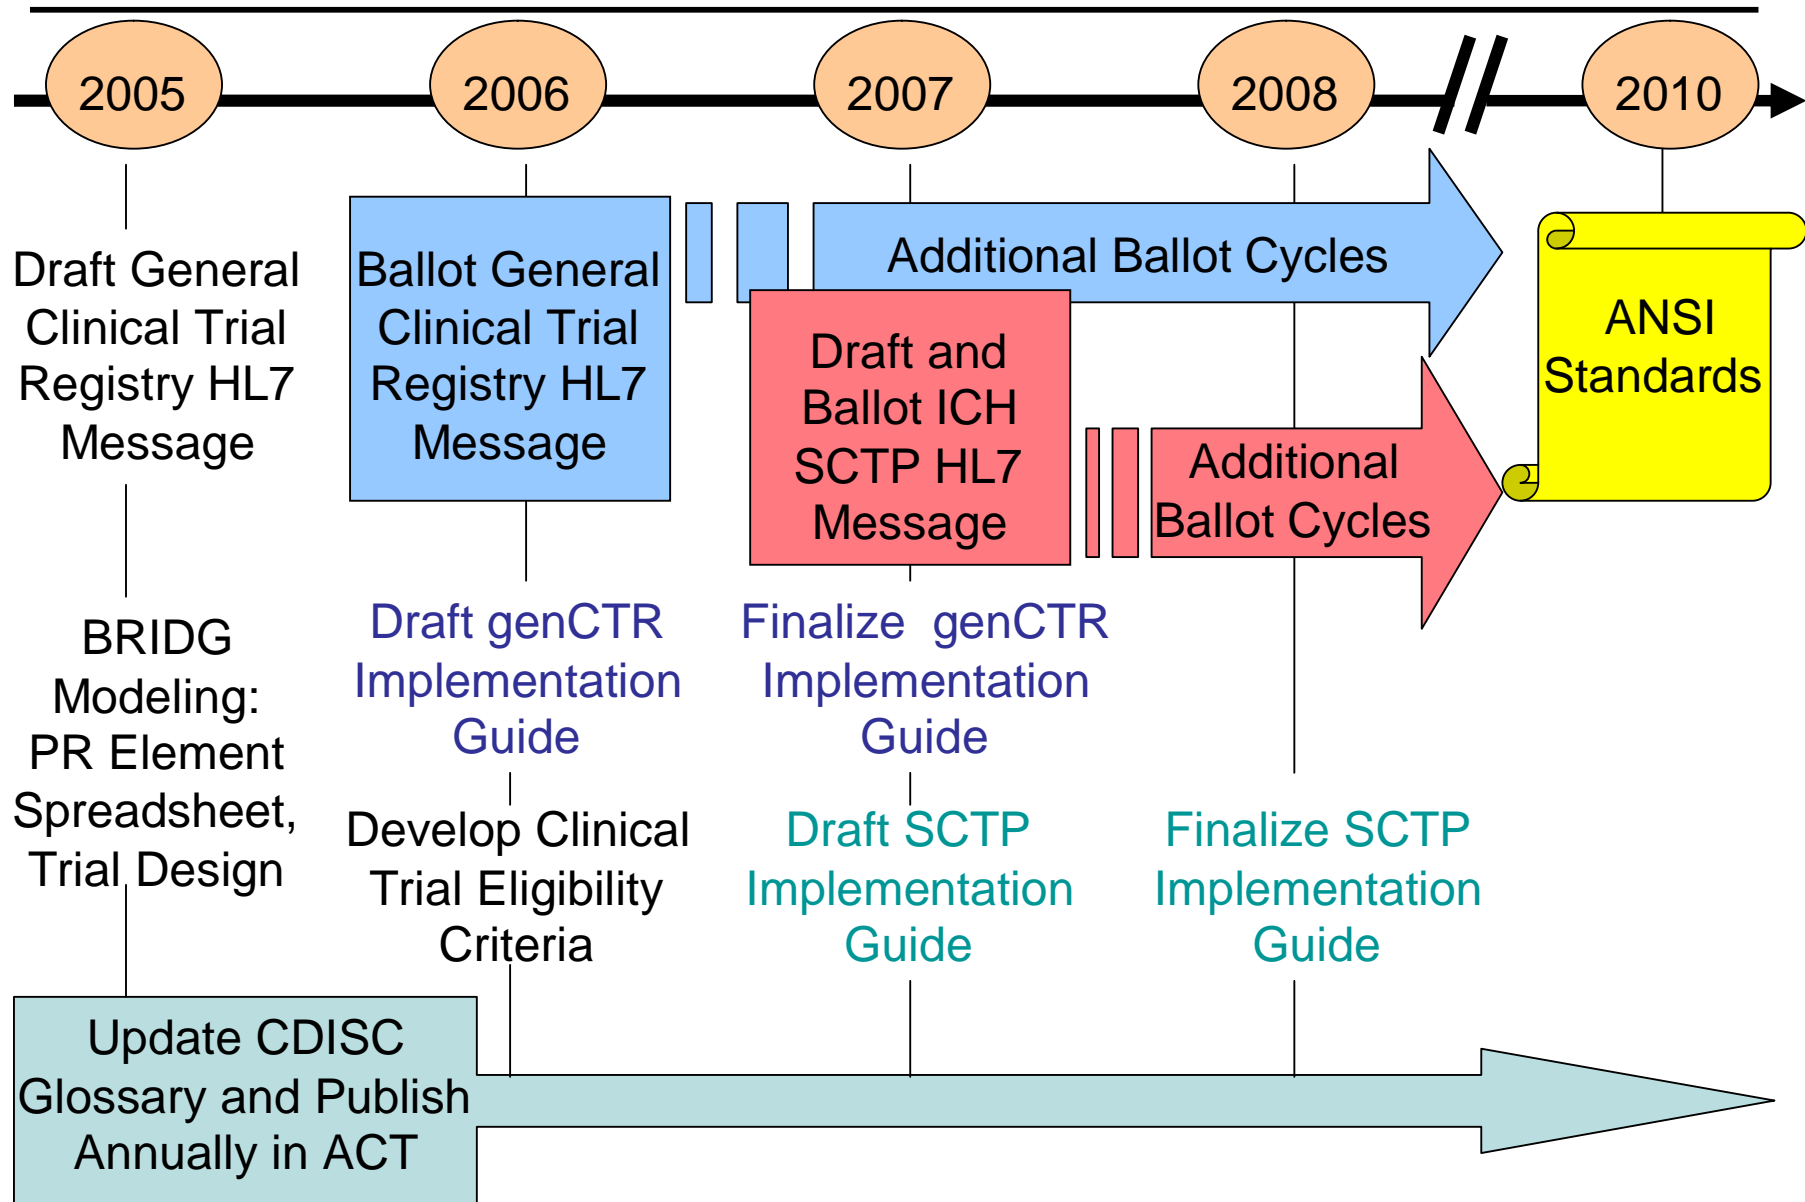 2005
2006
2007
2008
2010
Draft General
Clinical Trial
Registry HL7
Message
Ballot General
Clinical Trial
Registry HL7
Message
Additional Ballot Cycles
Draft and
Ballot ICH
SCTP HL7
Message
Additional
Ballot Cycles
ANSI
Standards
BRIDG
Modeling:
PR Element
Spreadsheet,
Trial Design
Draft genCTR
Implementation
Guide
Finalize genCTR
Implementation
Guide
Develop Clinical
Trial Eligibility
Criteria
Draft SCTP
Implementation
Guide
Finalize SCTP
Implementation
Guide
Update CDISC
Glossary and Publish
Annually in ACT